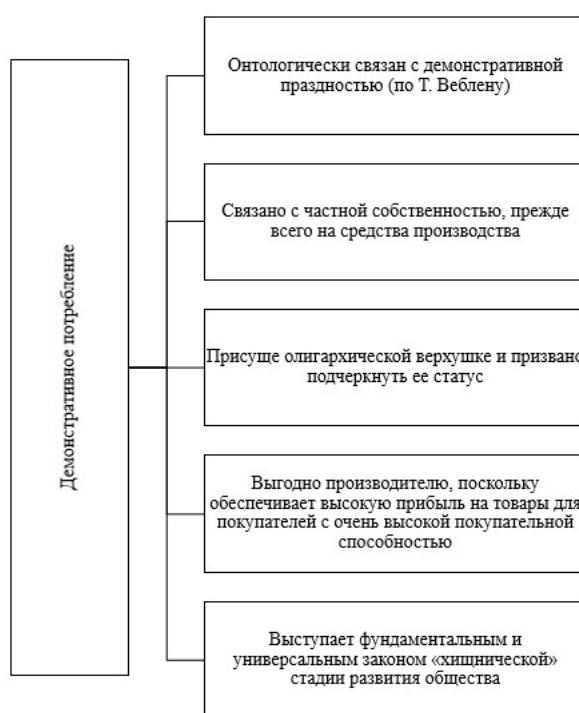 Демонстративное потребление
Онтологически связан с демонстративной
праздностью (по Т. Веблену)
Связано с частной собственностью, прежде
всего на средства производства
Присуще олигархической верхушке и призвано
подчеркнуть ее статус
Выгодно производителю, поскольку
обеспечивает высокую прибыль на товары для
покупателей с очень высокой покупательной
способностью
Выступает фундаментальным и
универсальным законом «хищнической»
стадии развития общества